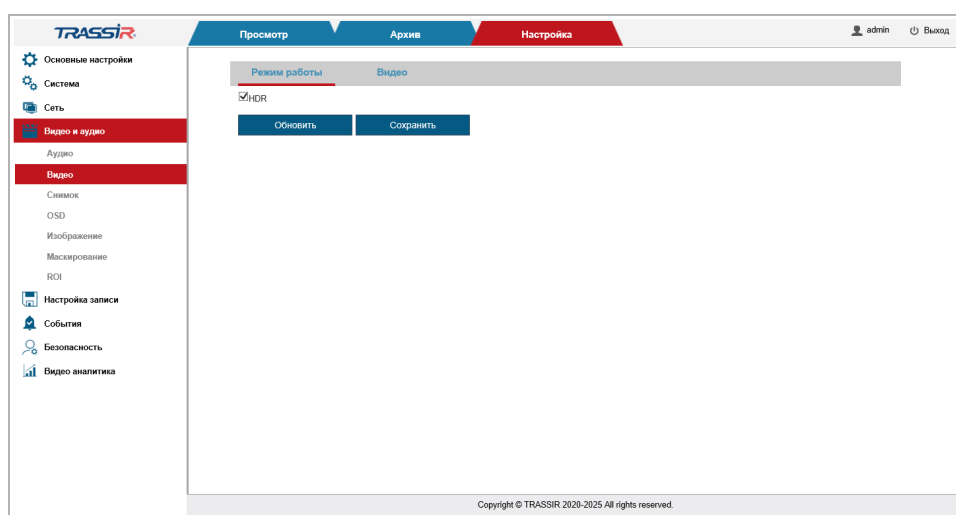 TRASSIR
Просмотр
Архив
Настройка
admin
Выход
Основные настройки
Система
Сеть
Видео и аудио
Аудио
Видео
Снимок
OSD
Изображение
Маскирование
ROI
Настройка записи
События
Безопасность
Видео аналитика
Режим работы
Видео
HDR
Обновить
Сохранить
Copyright © TRASSIR 2020-2025 All rights reserved.